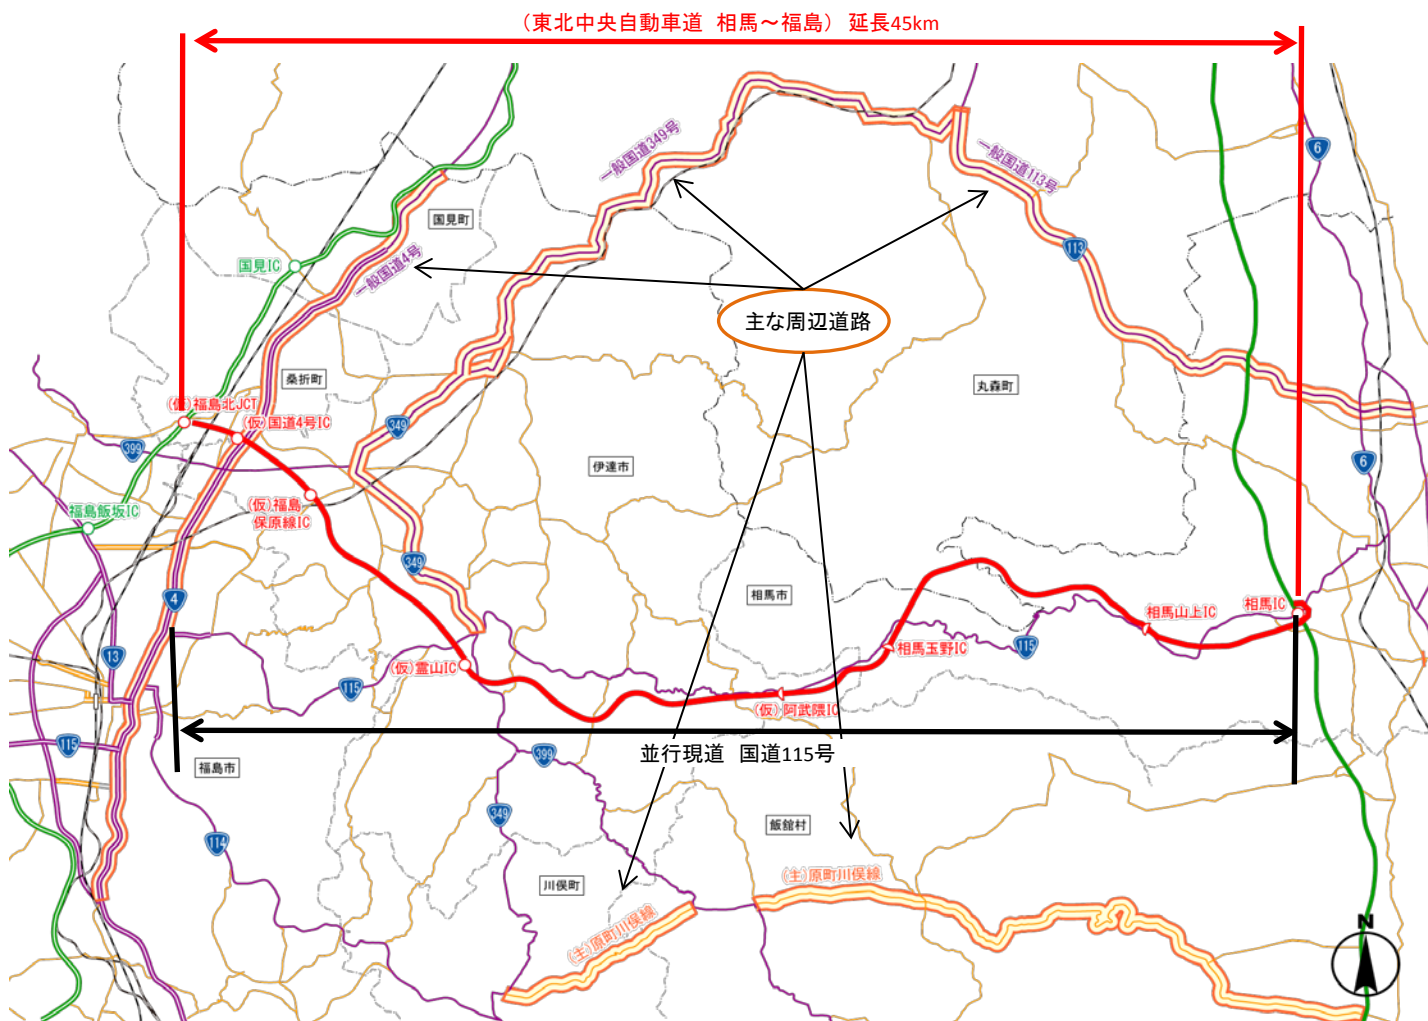 (東北中央自動車道 相馬～福島) 延長45km
6
一般国道349号
一般国道113号
国見町
113
国見IC
一般国道4号
主な周辺道路
桑折町
丸森町
(仮)福島北JCT
(仮)国道4号IC
349
399
6
伊達市
(仮)福島
保原線IC
福島飯坂IC
349
4
相馬市
相馬山上IC
相馬IC
13
(仮)霊山IC
相馬玉野IC
115
115
(仮)阿武隈IC
115
並行現道 国道115号
399
福島市
349
飯舘村
114
川俣町
(主)原町川俣線
(主)原町川俣線
N